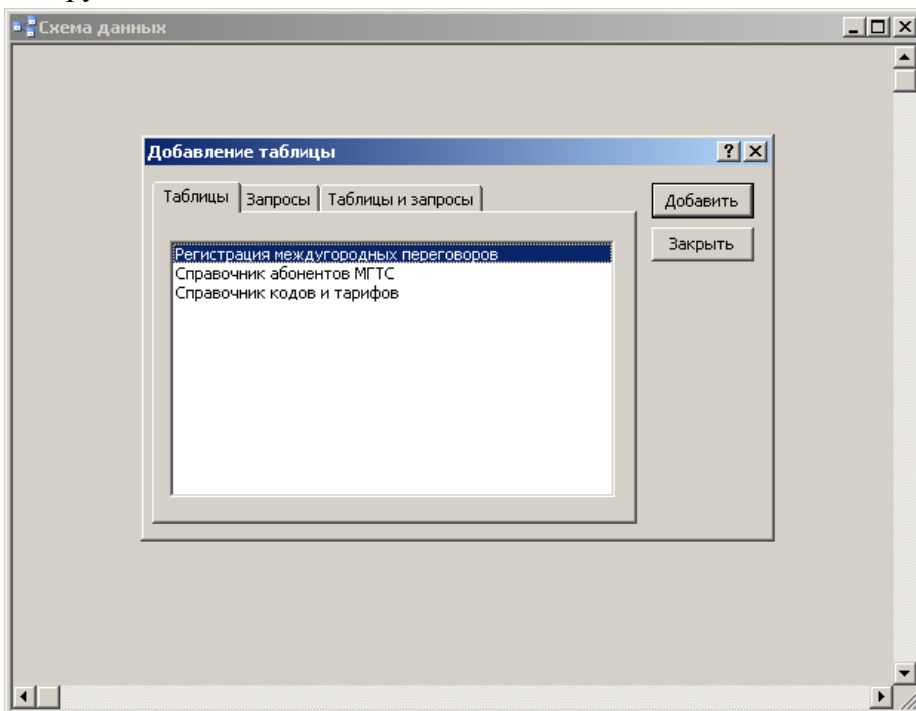 Схема данных
Добавление таблицы
Таблицы Запросы Таблицы и запросы
Добавить
Закрыть
Регистрация междугородных переговоров
Справочник абонентов МГТС
Справочник кодов и тарифов